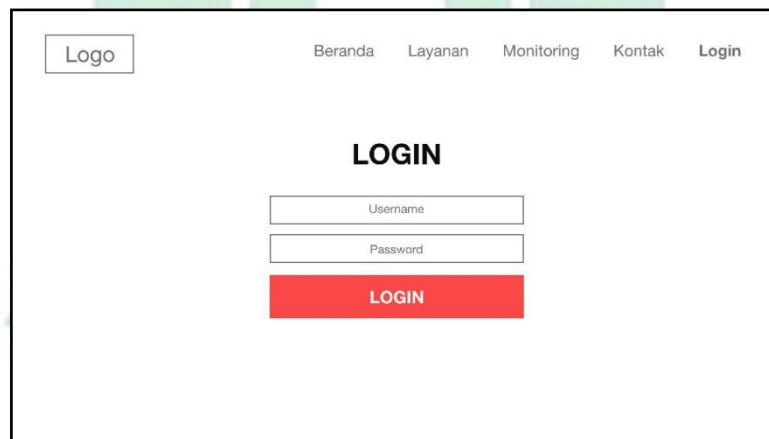 Logo
Beranda Layanan Monitoring Kontak Login
LOGIN
Username
Password
LOGIN